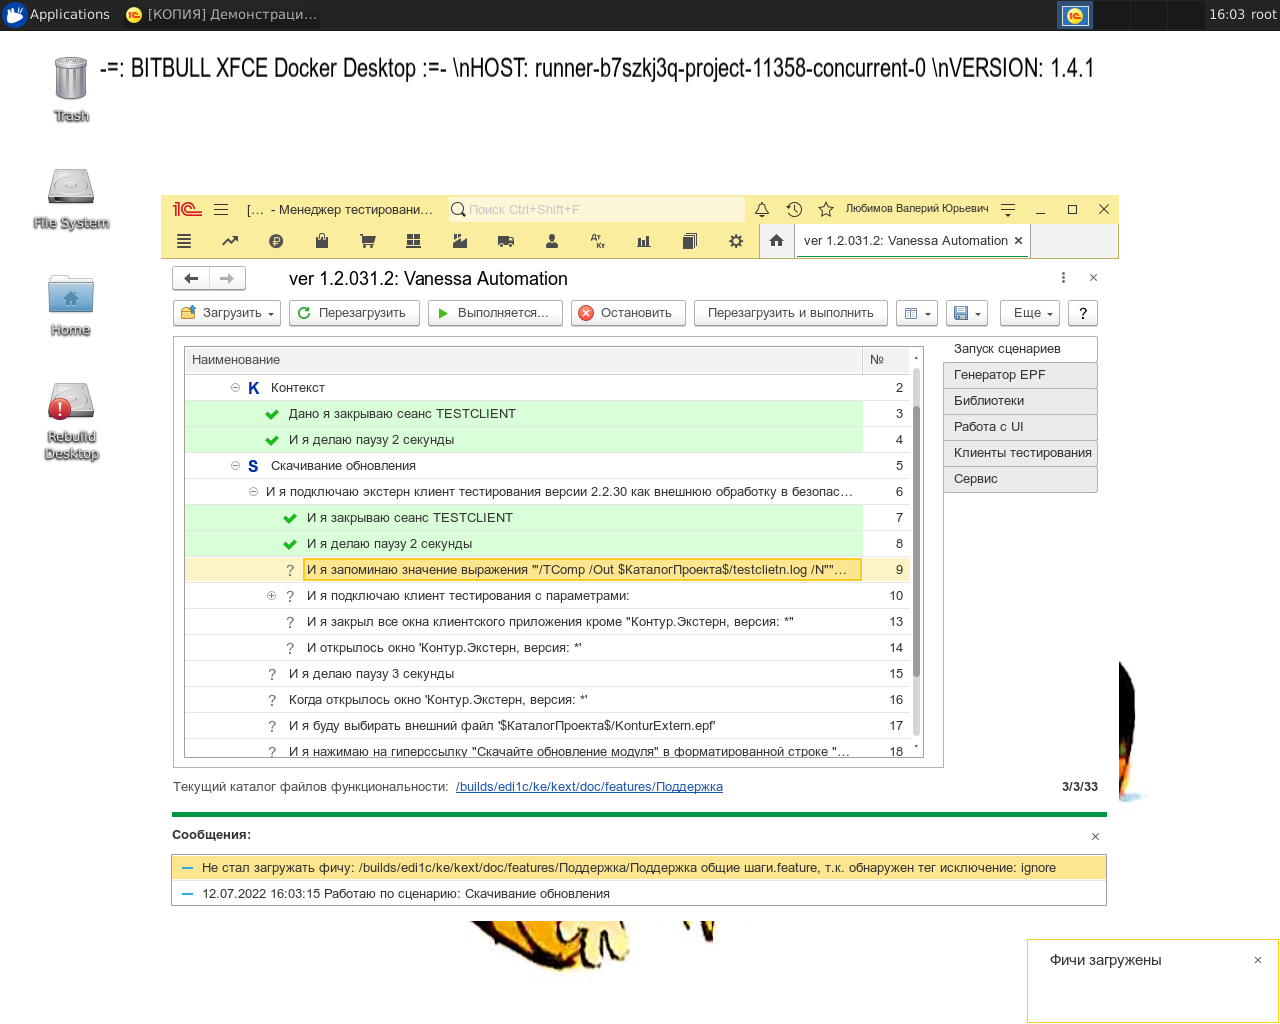 Applications
[КОПИЯ] Демонстраци...
16:03 root
-=: BITBULL XFCE Docker Desktop :=- \nHOST: runner-b7szkj3q-project-11358-concurrent-0 \nVERSION: 1.4.1
Trash
File System
Home
Rebuild
Desktop
[... - Менеджер тестировани...
Поиск Ctrl+Shift+F
Любимов Валерий Юрьевич
ver 1.2.031.2: Vanessa Automation
ver 1.2.031.2: Vanessa Automation
Загрузить
Перезагрузить
Выполняется...
Остановить
Перезагрузить и выполнить
Еще
?
Наименование №
Контекст 2
Дано я закрываю сеанс TESTCLIENT 3
И я делаю паузу 2 секунды 4
Скачивание обновления 5
И я подключаю экстерн клиент тестирования версии 2.2.30 как внешнюю обработку в безопас... 6
И я закрываю сеанс TESTCLIENT 7
И я делаю паузу 2 секунды 8
И я запоминаю значение выражения '"/TComp /Out $КаталогПроекта$/testclietn.log /N""... 9
И я подключаю клиент тестирования с параметрами: 10
И я закрыл все окна клиентского приложения кроме "Контур.Экстерн, версия: *" 13
И открылось окно 'Контур.Экстерн, версия: *' 14
И я делаю паузу 3 секунды 15
Когда открылось окно 'Контур.Экстерн, версия: *' 16
И я буду выбирать внешний файл '$КаталогПроекта$/KonturExtern.epf' 17
И я нажимаю на гиперссылку "Скачайте обновление модуля" в форматированной строке "... 18
Запуск сценариев
Генератор EPF
Библиотеки
Работа с UI
Клиенты тестирования
Сервис
Текущий каталог файлов функциональности: /builds/edi1c/ke/kext/doc/features/Поддержка 3/3/33
Сообщения:
Не стал загружать фичу: /builds/edi1c/ke/kext/doc/features/Поддержка/Поддержка общие шаги.feature, т.к. обнаружен тег исключение: ignore
12.07.2022 16:03:15 Работаю по сценарию: Скачивание обновления
Фичи загружены